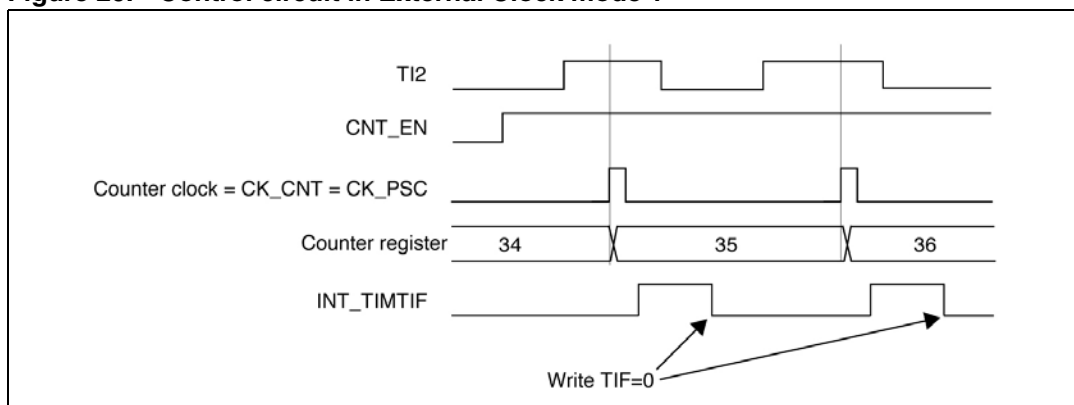 Figure
Control circuit in External Clock mode 1
TI2
CNT_EN
Counter clock = CK_CNT = CK_PSC
Counter register
34
35
36
INT_TIMTIF
Write TIF=0